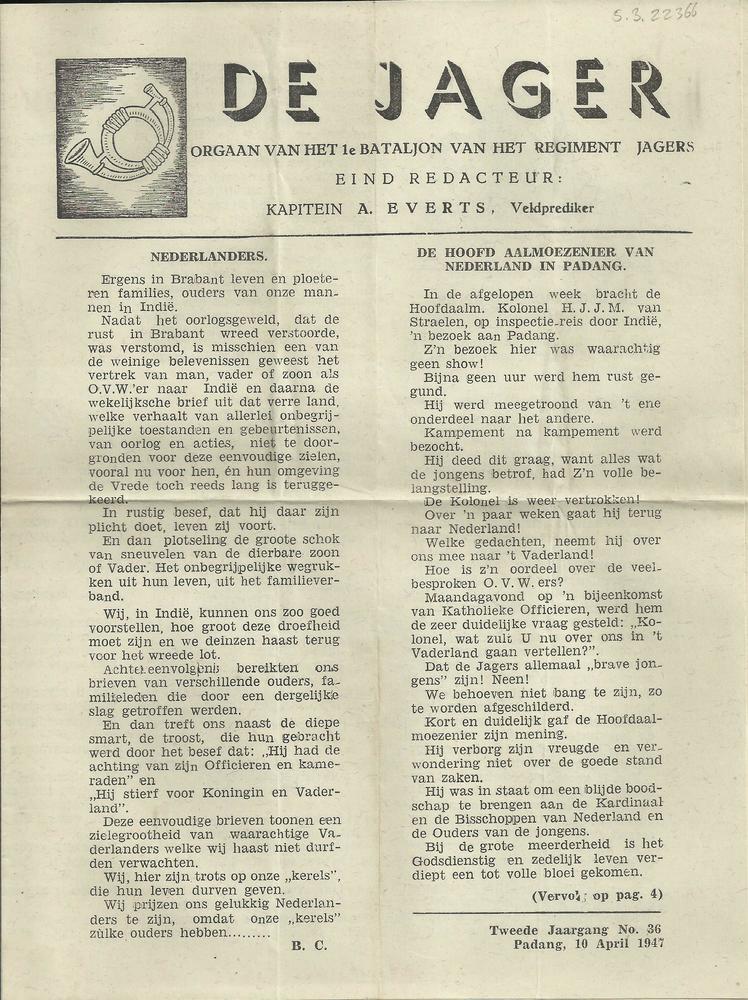 5.3.22366
DE JAGER
ORGAAN VAN HET 1e BATALJON VAN HET REGIMENT JAGERS
EIND REDACTEUR:
KAPITEIN A. EVERTS, Veldprediker
NEDERLANDERS.
Ergens in Brabant leven en ploete-
ren families, ouders van onze man-
nen in Indië.
Nadat het oorlogsgeweld, dat de
rust in Brabant wreed verstoorde,
was verstomd, is misschien een van
de weinige belevenissen geweest het
vertrek van man, vader of zoon als
O.V.W.'er naar Indië en daarna de
wekelijksche brief uit dat verre land,
welke verhaalt van allerlei onbegrij-
pelijke toestanden en gebeurtenissen,
van oorlog en acties, niet te door-
gronden voor deze eenvoudige zielen,
vooral nu voor hen, én hun omgeving
de Vrede toch reeds lang is terugge-
keerd.
In rustig besef, dat hij daar zijn
plicht doet, leven zij voort.
En dan plotseling de groote schok
van sneuvelen van de dierbare zoon
of Vader. Het onbegrijpelijke wegruk-
ken uit hun leven, uit het familiever-
band.
Wij, in Indië, kunnen ons zoo goed
voorstellen, hoe groot deze droefheid
moet zijn en we deinzen haast terug
voor het wreede lot.
Achtereenvolgens bereikten ons
brieven van verschillende ouders, fa-
milieleden die door een dergelijke
slag getroffen werden.
En dan treft ons naast de diepe
smart, de troost, die hun gebracht
werd door het besef dat: „Hij had de
achting van zijn Officieren en kame-
raden" en
„Hij stierf voor Koningin en Vader-
land".
Deze eenvoudige brieven toonen een
zielegrootheid van waarachtige Va-
derlanders welke wij haast niet durf-
den verwachten.
Wij, hier zijn trots op onze „kerels",
die hun leven durven geven.
Wij prijzen ons gelukkig Nederlan-
ders te zijn, omdat onze „kerels"
zùlke ouders hebben.........
B. C.
DE HOOFD AALMOEZENIER VAN
NEDERLAND IN PADANG.
In de afgelopen week bracht de
Hoofdaalm. Kolonel H.J.J.M. van
Straelen, op inspectie-reis door Indië,
'n bezoek aan Padang.
Z'n bezoek hier was waarachtig
geen show!
Bijna geen uur werd hem rust ge-
gund.
Hij werd meegetroond van 't ene
onderdeel naar het andere.
Kampement na kampement werd
bezocht.
Hij deed dit graag, want alles wat
de jongens betrof, had Z'n volle be-
langstelling.
De Kolonel is weer vertrokken!
Over 'n paar weken gaat hij terug
naar Nederland!
Welke gedachten, neemt hij over
ons mee naar 't Vaderland!
Hoe is z'n oordeel over de veel-
besproken O. V. W. ers?
Maandagavond op 'n bijeenkomst
van Katholieke Officieren, werd hem
de zeer duidelijke vraag gesteld: „Ko-
lonel, wat zult U nu over ons in 't
Vaderland gaan vertellen?".
Dat de Jagers allemaal „brave jon-
gens" zijn! Neen!
We behoeven niet bang te zijn, zo
te worden afgeschilderd.
Kort en duidelijk gaf de Hoofdaal-
moezenier zijn mening.
Hij verborg zijn vreugde en ver-
wondering niet over de goede stand
van zaken.
Hij was in staat om een blijde bood-
schap te brengen aan de Kardinaal
en de Bisschoppen van Nederland en
de Ouders van de jongens.
Bij de grote meerderheid is het
Godsdienstig en zedelijk leven ver-
diept een tot volle bloei gekomen.
(Vervolg op pag. 4)
Tweede Jaargang No. 36
Padang, 10 April 1947